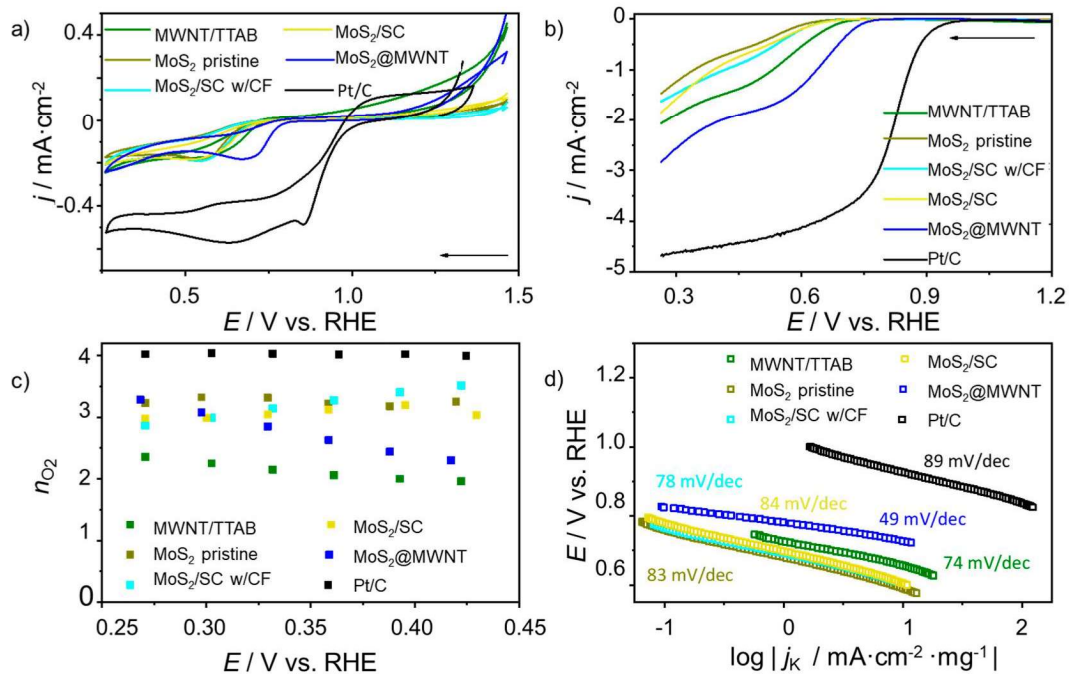 a)
0.4
0
-0.4
j / mA·cm-2
MWNT/TTAB
MoS2 pristine
MoS2/SC w/CF
MoS2/SC
MoS2@MWNT
Pt/C
0.5
1.0
1.5
E / V vs. RHE
b)
0
-1
-2
-3
-4
-5
j / mA·cm-2
MWNT/TTAB
MoS2 pristine
MoS2/SC w/CF
MoS2/SC
MoS2@MWNT
Pt/C
0.3
0.6
0.9
1.2
E / V vs. RHE
c)
4
3
2
1
0
nO2
MWNT/TTAB
MoS2 pristine
MoS2/SC w/CF
MoS2/SC
MoS2@MWNT
Pt/C
0.25
0.30
0.35
0.40
0.45
E / V vs. RHE
d)
1.2
1.0
0.8
0.6
E / V vs. RHE
MWNT/TTAB
MoS2 pristine
MoS2/SC w/CF
MoS2/SC
MoS2@MWNT
Pt/C
89 mV/dec
78 mV/dec
84 mV/dec
49 mV/dec
74 mV/dec
83 mV/dec
-1
0
1
2
log | jK / mA·cm-2 ·mg-1|